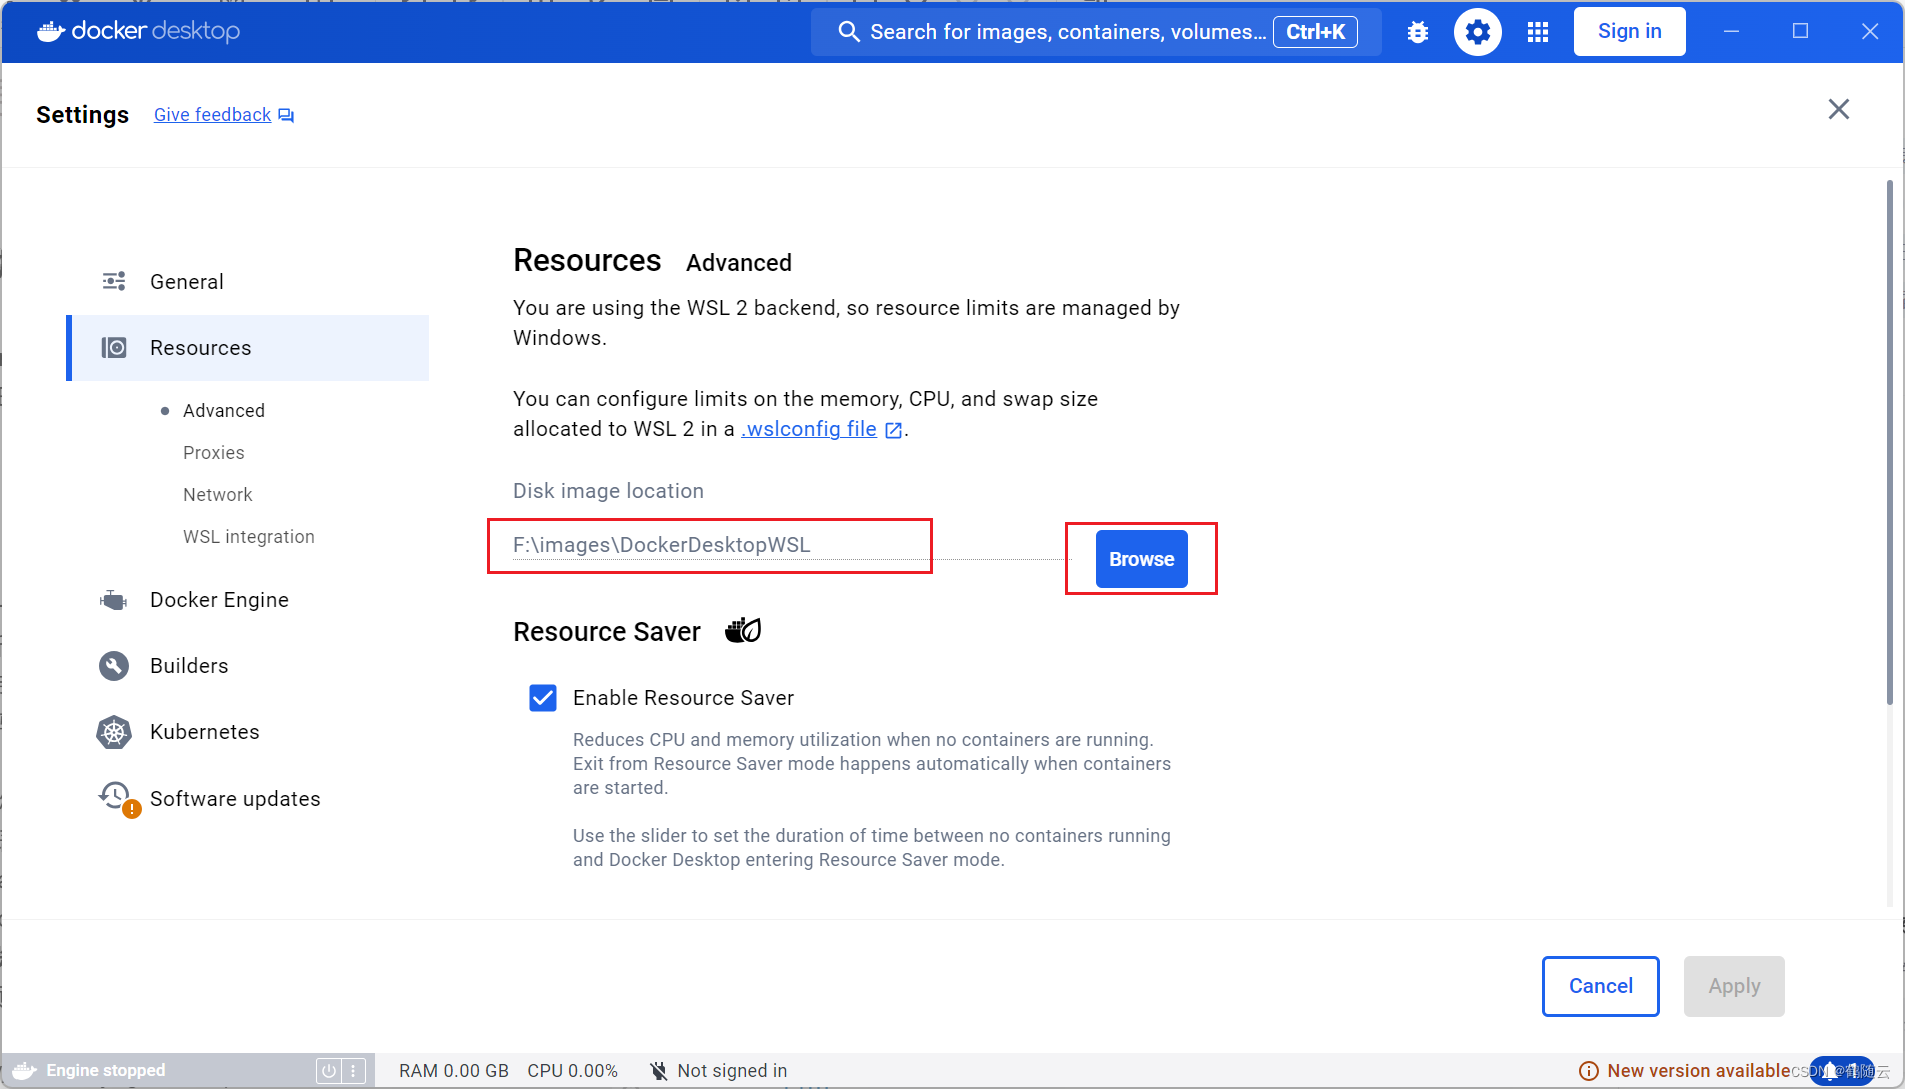 docker desktop
Search for images, containers, volumes...
Ctrl+K
Sign in
Settings
Give feedback
General
Resources
Advanced
Proxies
Network
WSL integration
Docker Engine
Builders
Kubernetes
Software updates
Resources Advanced
You are using the WSL 2 backend, so resource limits are managed by
Windows.
You can configure limits on the memory, CPU, and swap size
allocated to WSL 2 in a .wslconfig file.
Disk image location
F:\images\DockerDesktopWSL
Browse
Resource Saver
Enable Resource Saver
Reduces CPU and memory utilization when no containers are running.
Exit from Resource Saver mode happens automatically when containers
are started.
Use the slider to set the duration of time between no containers running
and Docker Desktop entering Resource Saver mode.
Cancel
Apply
Engine stopped
RAM 0.00 GB CPU 0.00%
Not signed in
New version available
CSDN @鹤随云